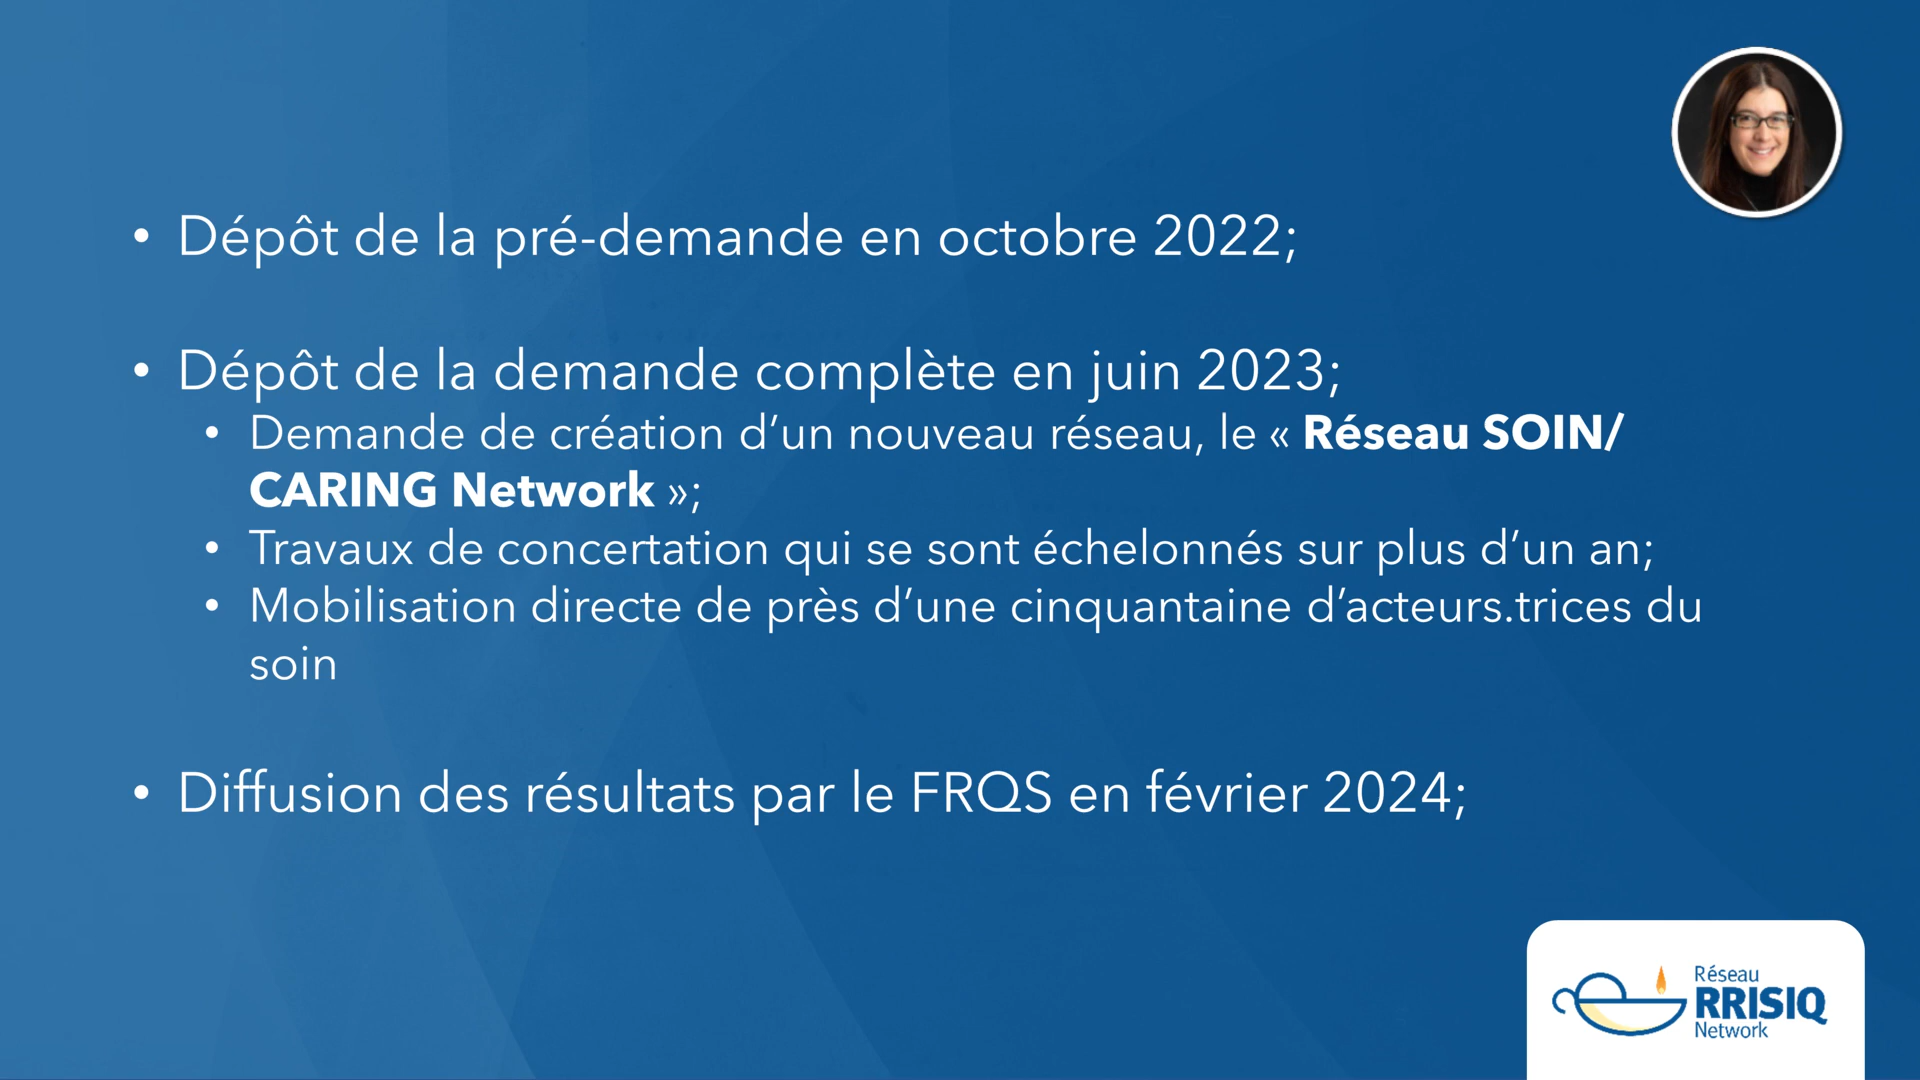 • Dépôt de la pré-demande en octobre 2022;
• Dépôt de la demande complète en juin 2023;
• Demande de création d’un nouveau réseau, le « Réseau SOIN/
CARING Network »;
• Travaux de concertation qui se sont échelonnés sur plus d’un an;
• Mobilisation directe de près d’une cinquantaine d’acteurs.trices du
soin
• Diffusion des résultats par le FRQS en février 2024;
Réseau
RRISIQ
Network